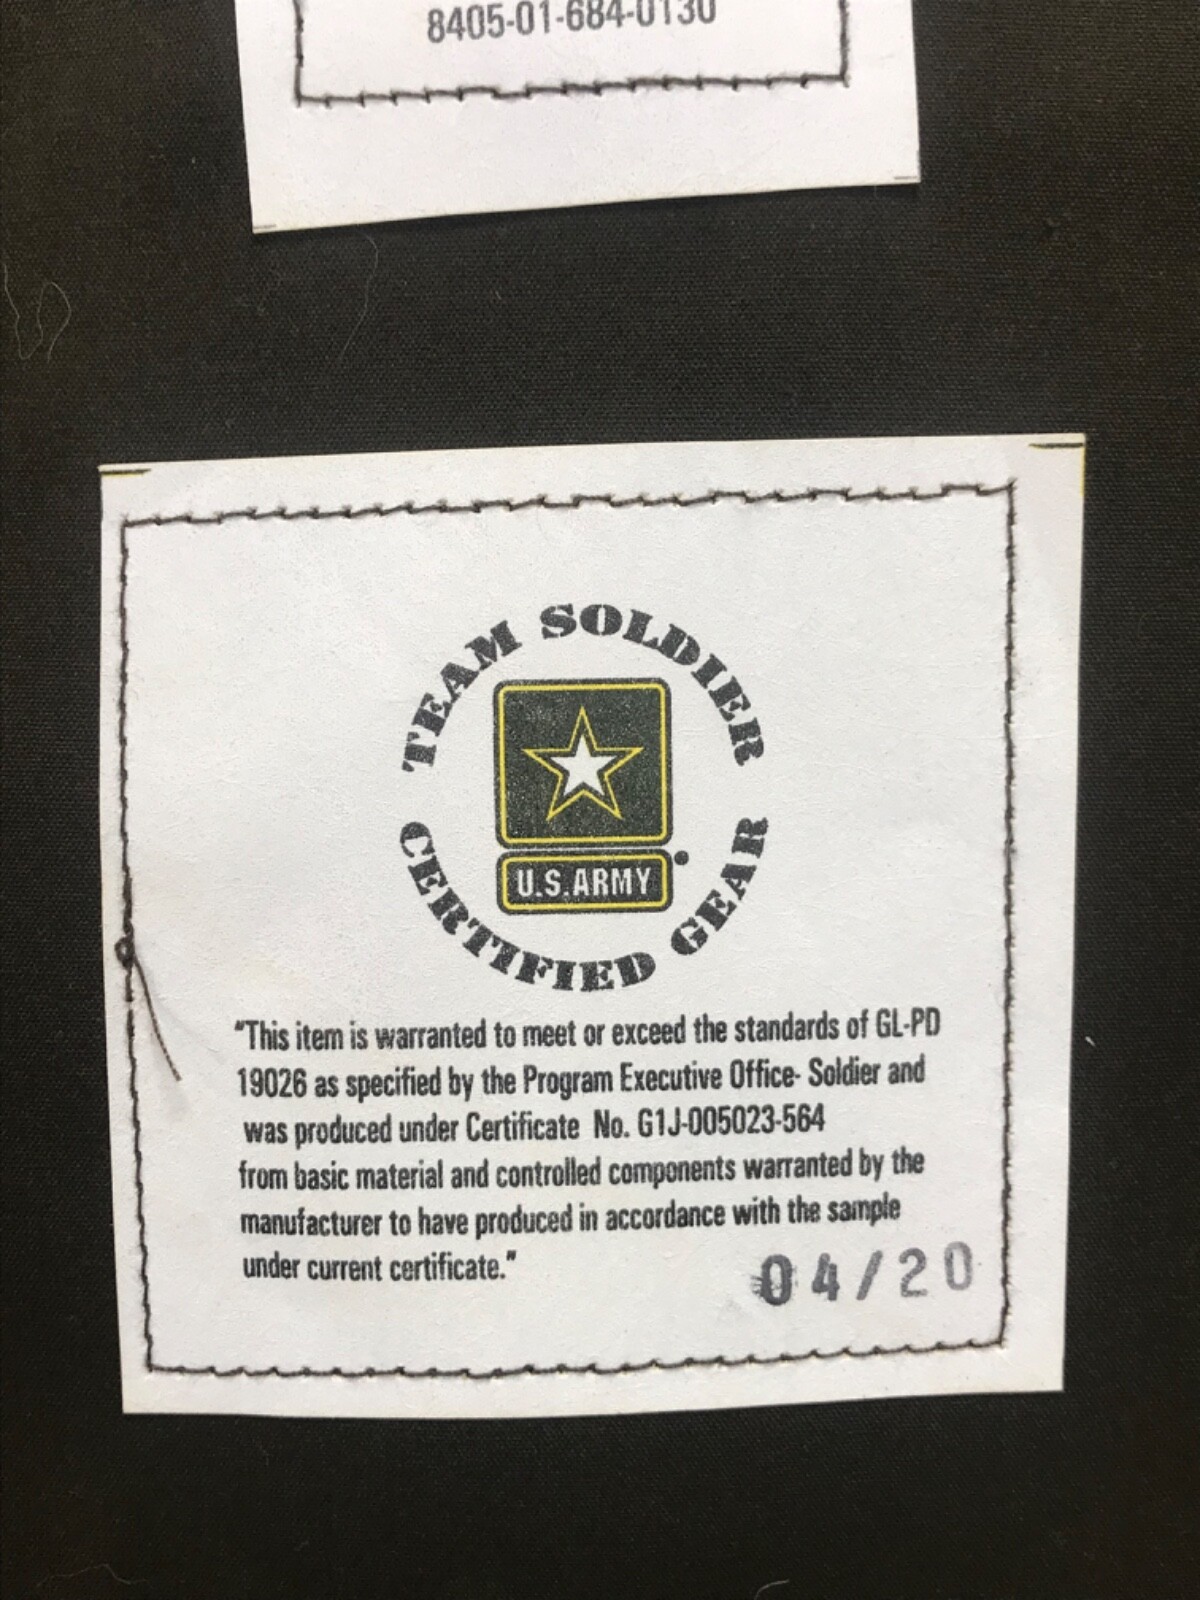 8405-01-684-0130
TEAM SOLDIER
U.S.ARMY
CERTIFIED GEAR
"This item is warranted to meet or exceed the standards of GL-PD
19026 as specified by the Program Executive Office- Soldier and
was produced under Certificate No. G1J-005023-564
from basic material and controlled components warranted by the
manufacturer to have produced in accordance with the sample
under current certificate."
04/20